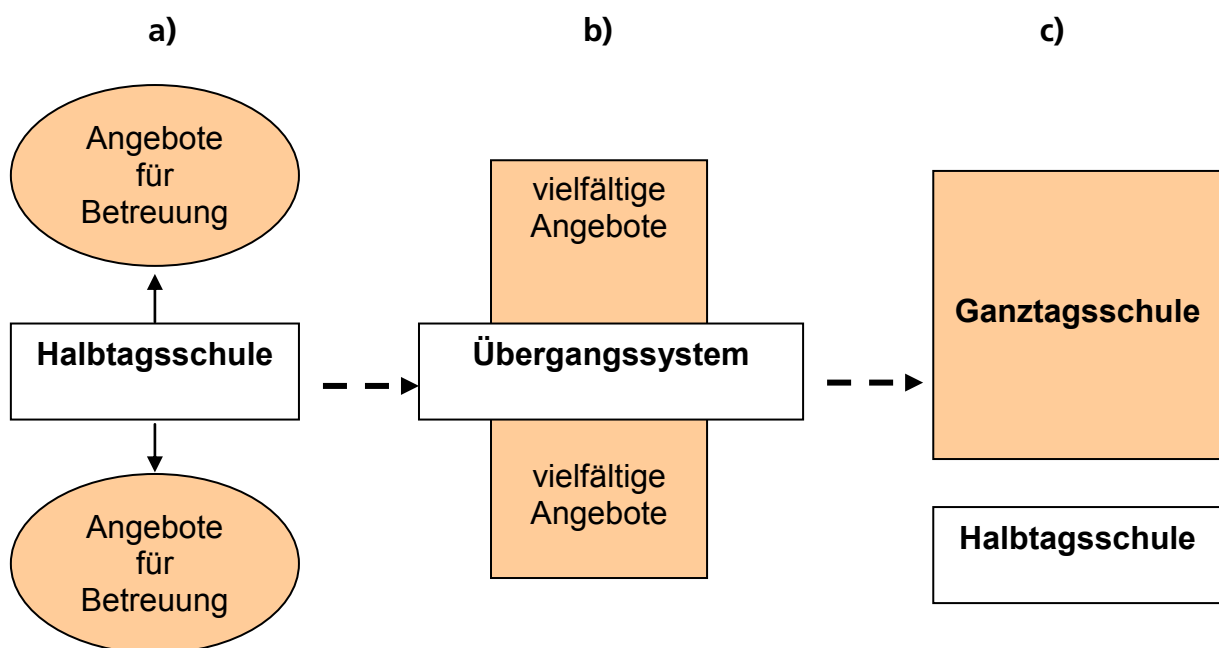 a)
Angebote
für
Betreuung
Halbtagsschule
Angebote
für
Betreuung
b)
vielfältige
Angebote
Übergangssystem
vielfältige
Angebote
c)
Ganztagsschule
Halbtagsschule